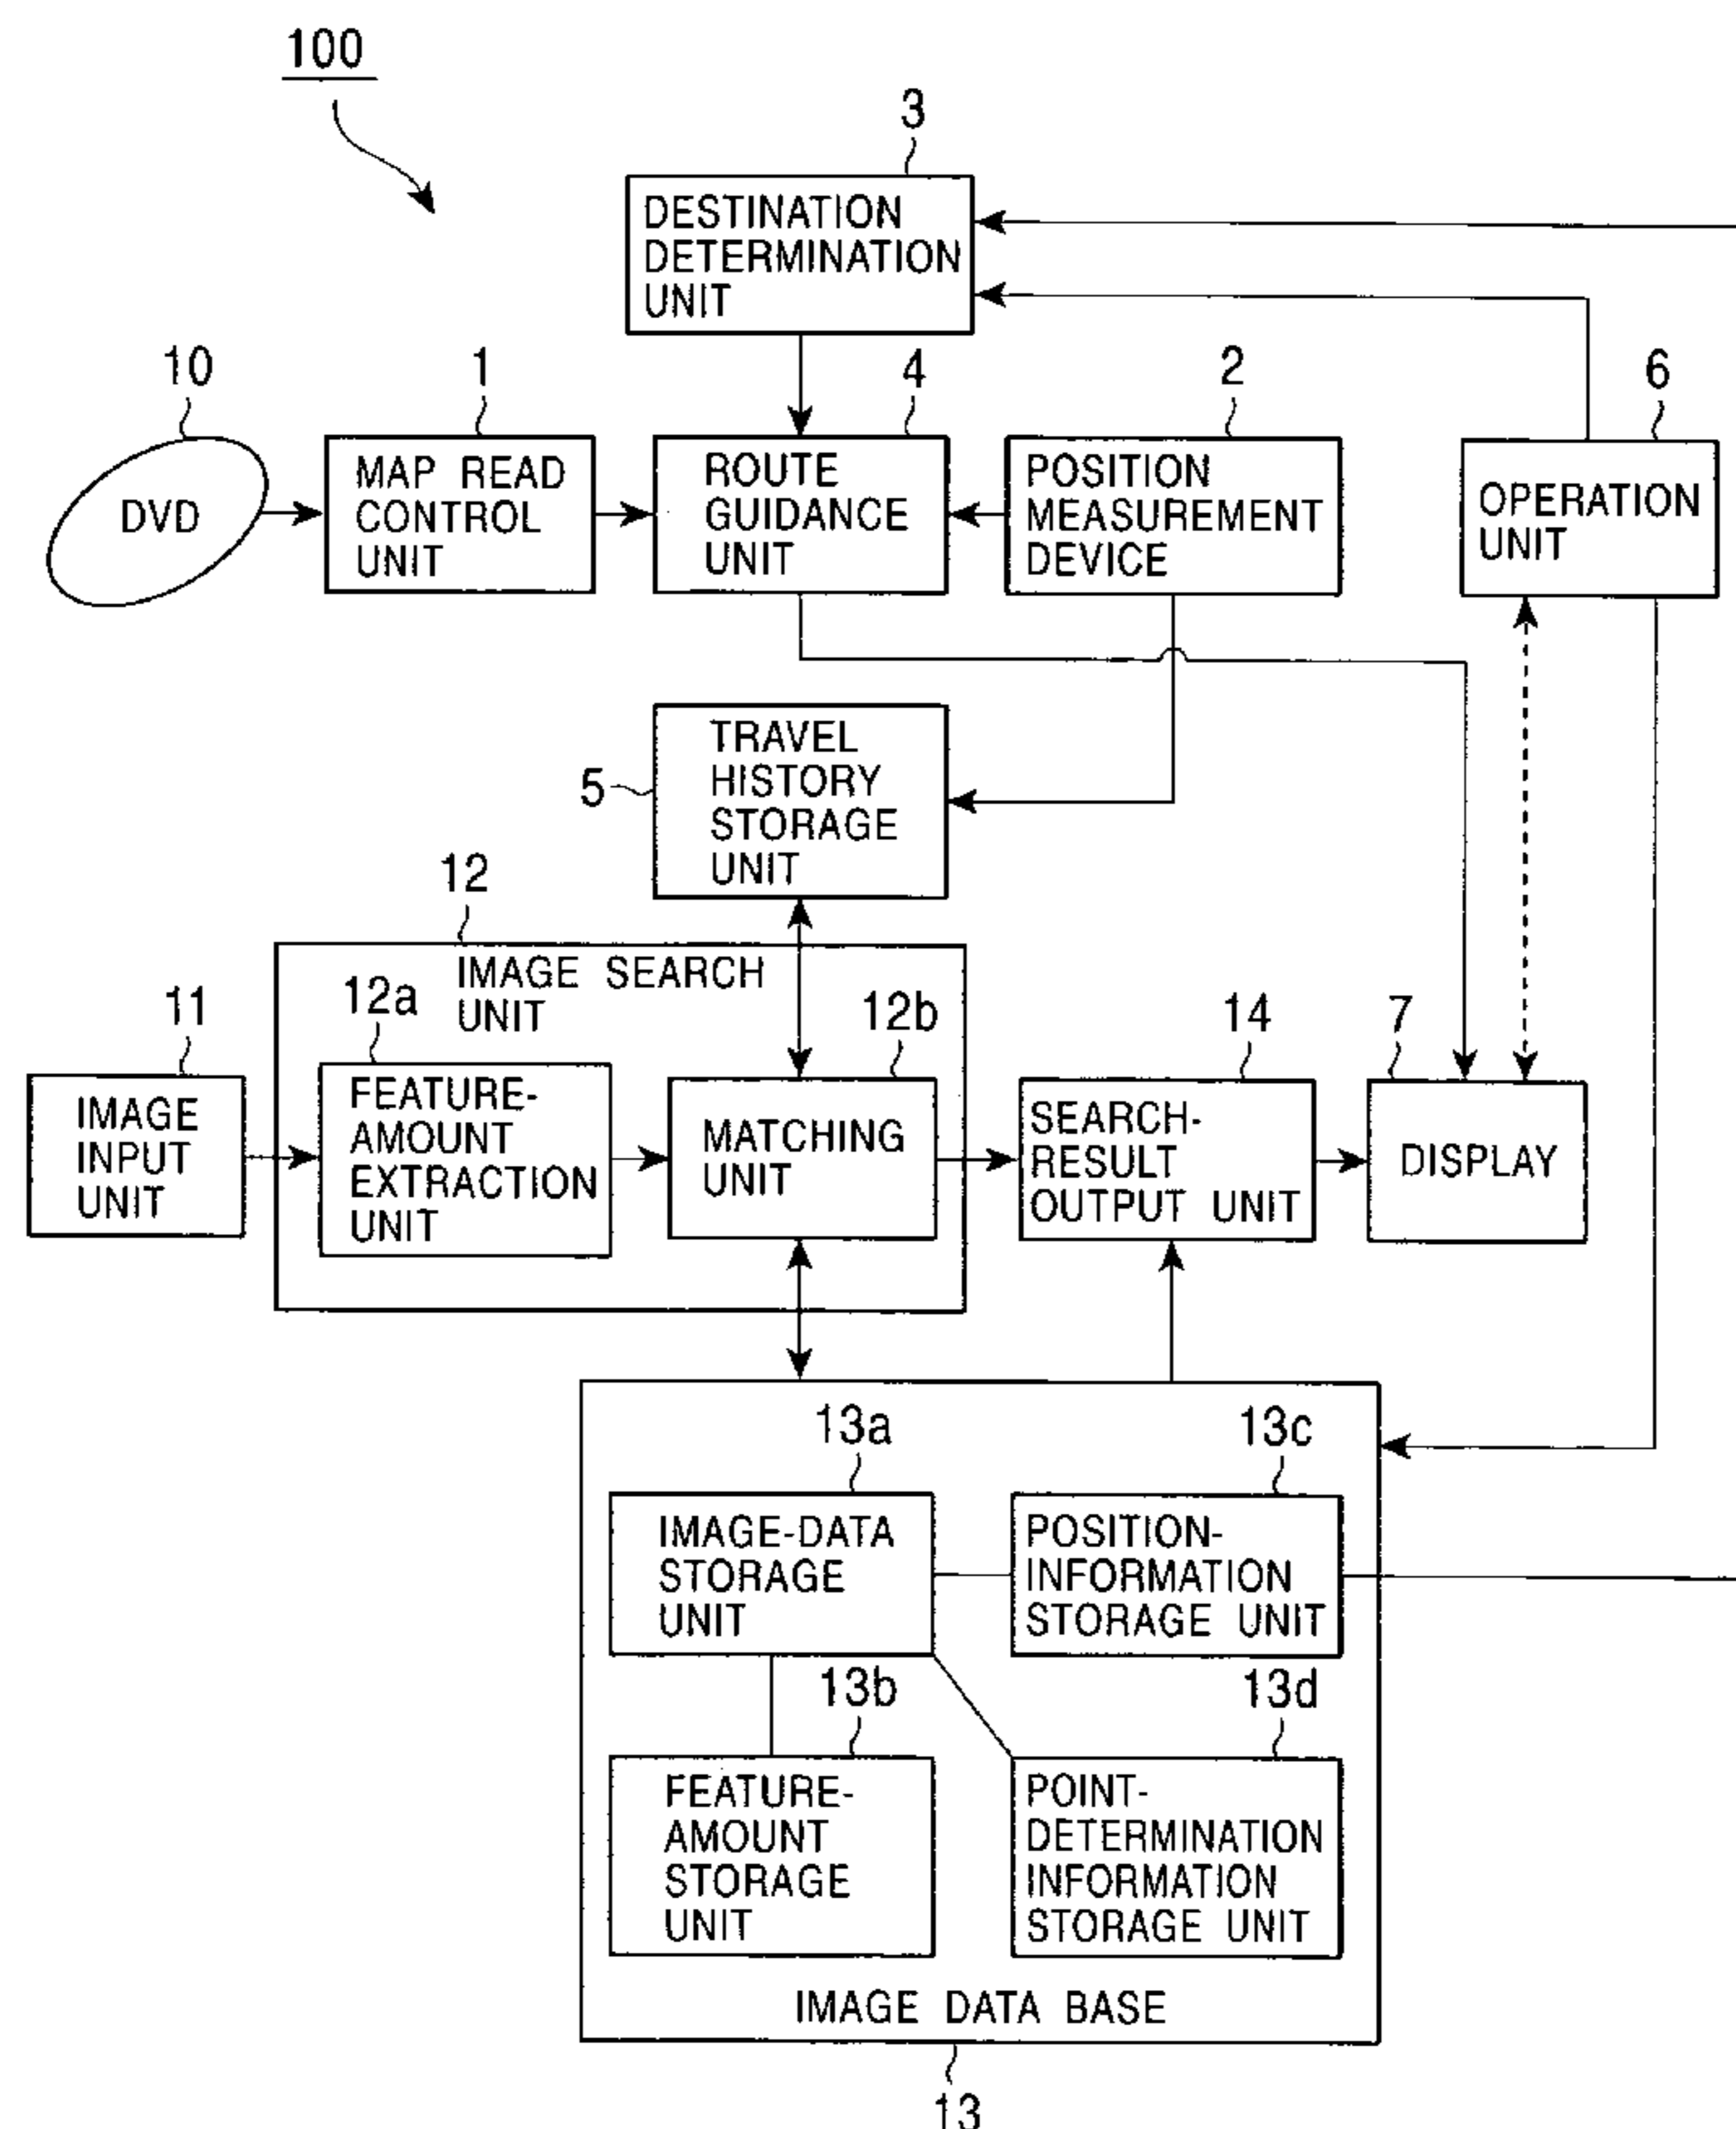 100
3
DESTINATION
DETERMINATION
UNIT
10
1
4
2
6
DVD
MAP READ
CONTROL
UNIT
ROUTE
GUIDANCE
UNIT
POSITION
MEASUREMENT
DEVICE
OPERATION
UNIT
5
TRAVEL
HISTORY
STORAGE
UNIT
12
IMAGE SEARCH
UNIT
11
12a
12b
14
7
IMAGE
INPUT
UNIT
FEATURE-
AMOUNT
EXTRACTION
UNIT
MATCHING
UNIT
SEARCH-
RESULT
OUTPUT UNIT
DISPLAY
13a
13c
IMAGE-DATA
STORAGE
UNIT
POSITION-
INFORMATION
STORAGE UNIT
13b
13d
FEATURE-
AMOUNT
STORAGE
UNIT
POINT-
DETERMINATION
INFORMATION
STORAGE UNIT
IMAGE DATA BASE
13